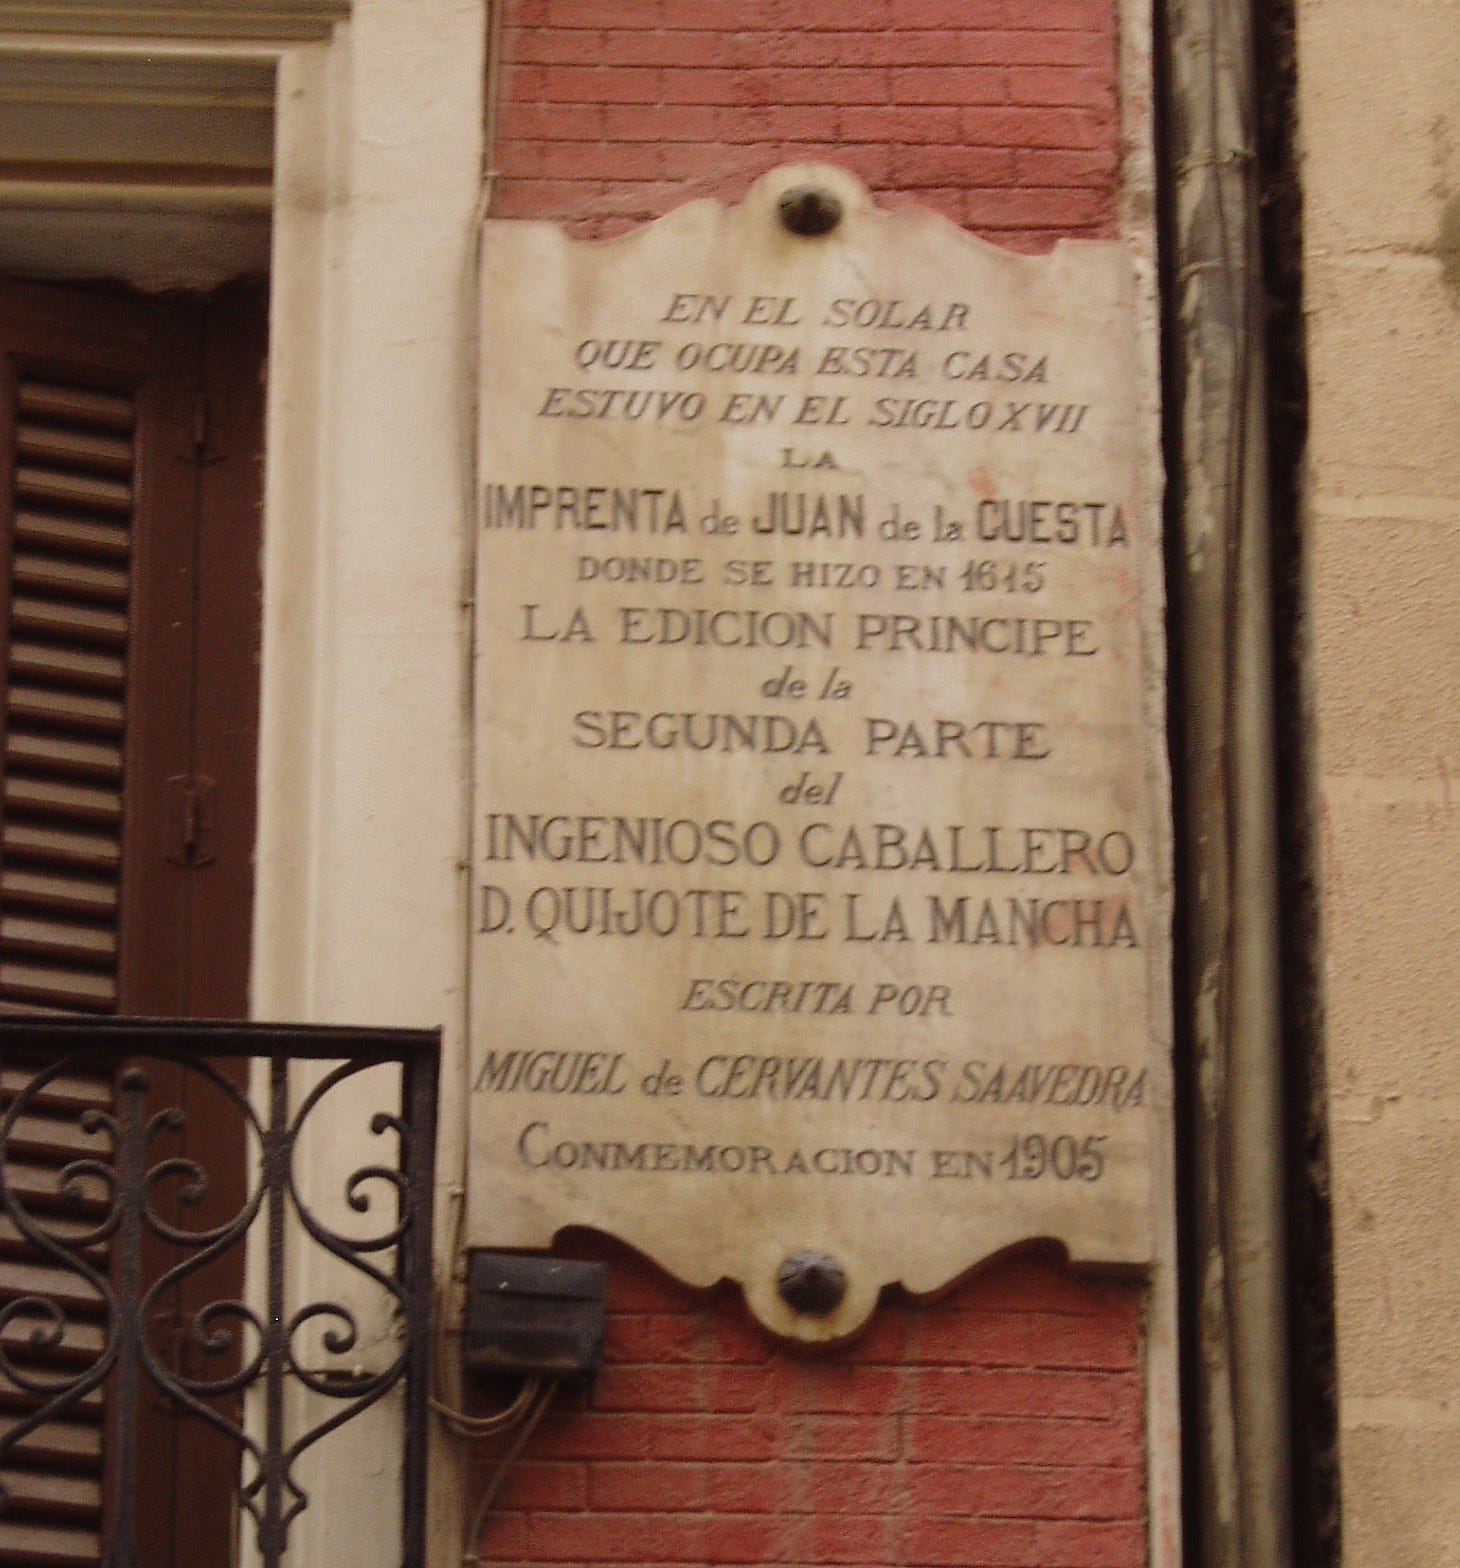 EN EL SOLAR
QUE OCUPA ESTA CASA
ESTUVO EN EL SIGLO XVII
LA
IMPRENTA de JUAN de la CUESTA
DONDE SE HIZO EN 1615
LA EDICION PRINCIPE
de la
SEGUNDA PARTE
del
INGENIOSO CABALLERO
D. QUIJOTE DE LA MANCHA
ESCRITA POR
MIGUEL de CERVANTES SAAVEDRA
CONMEMORACION EN 1905